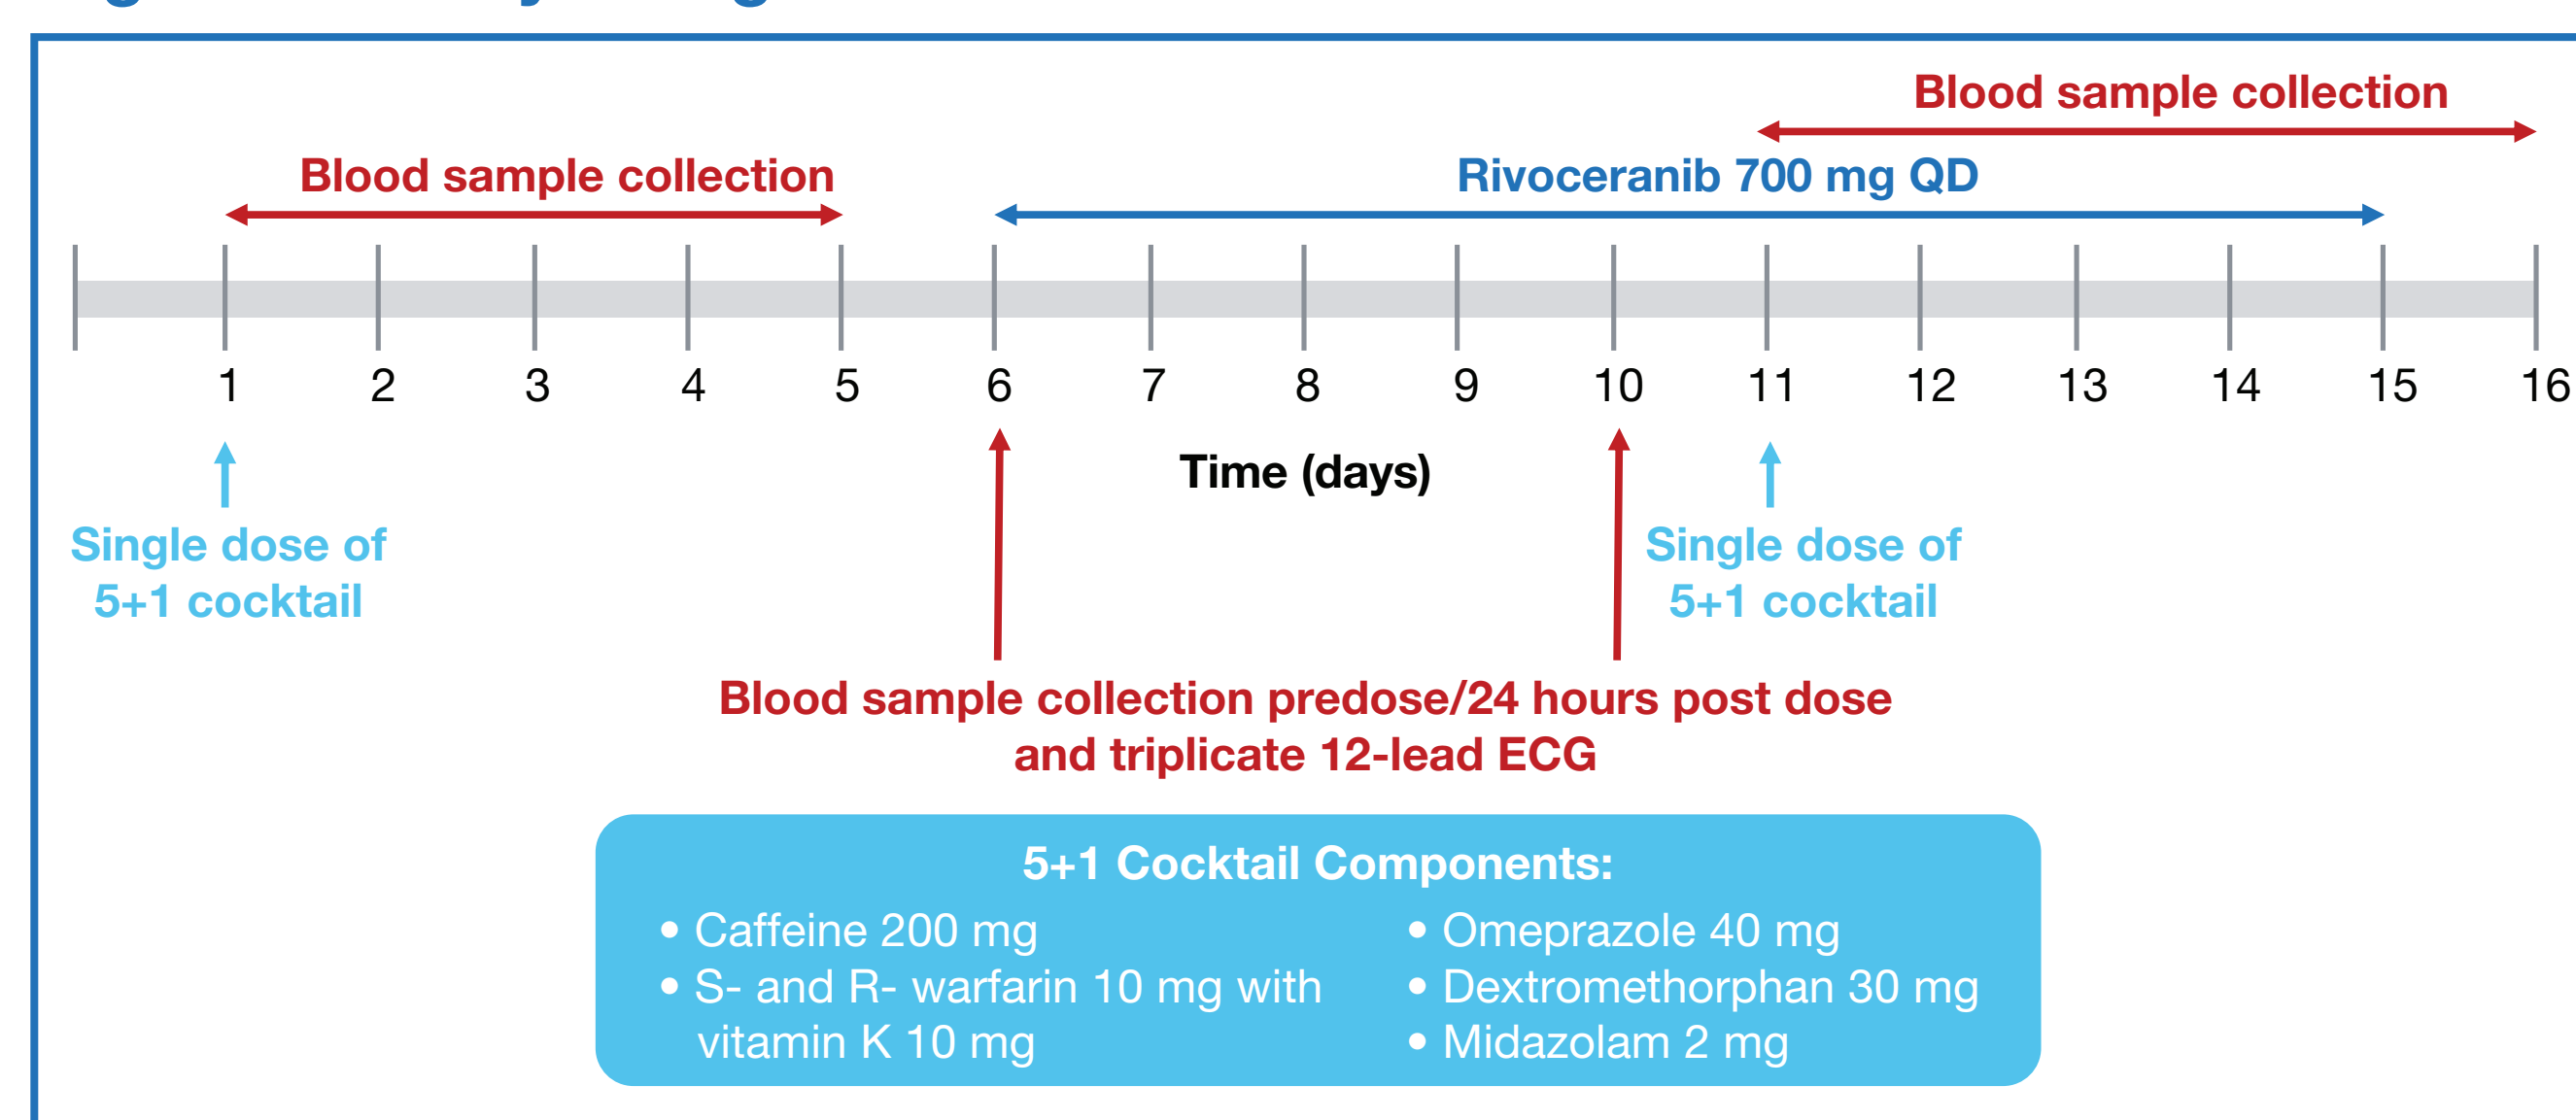 Blood sample collection
Blood sample collection
Rivoceranib 700 mg QD
1 2 3 4 5 6 7 8 9 10 11 12 13 14 15 16
Time (days)
Single dose of
5+1 cocktail
Single dose of
5+1 cocktail
Blood sample collection predose/24 hours post dose
and triplicate 12-lead ECG
5+1 Cocktail Components:
• Caffeine 200 mg
• S- and R- warfarin 10 mg with
vitamin K 10 mg
• Omeprazole 40 mg
• Dextromethorphan 30 mg
• Midazolam 2 mg